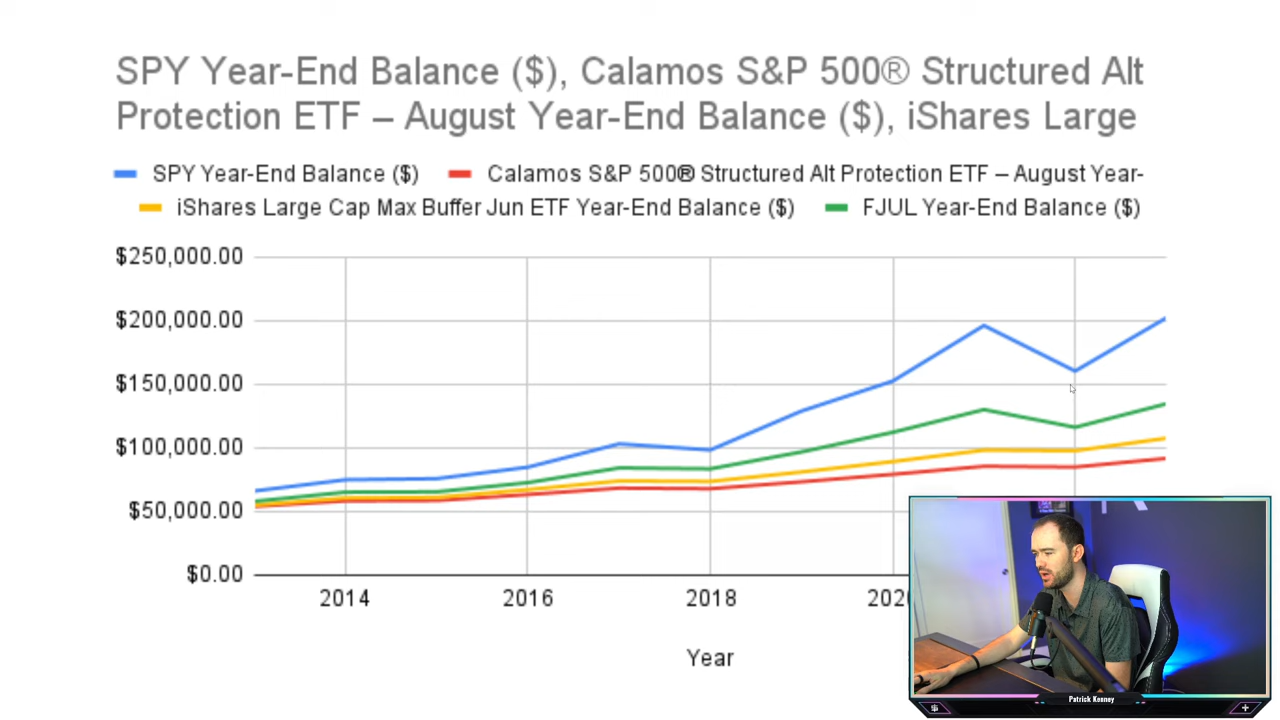 SPY Year-End Balance ($), Calamos S&P 500® Structured Alt
Protection ETF – August Year-End Balance ($), iShares Large
SPY Year-End Balance ($) Calamos S&P 500® Structured Alt Protection ETF – August Year-
iShares Large Cap Max Buffer Jun ETF Year-End Balance ($) FJUL Year-End Balance ($)
$250,000.00
$200,000.00
$150,000.00
$100,000.00
$50,000.00
$0.00
2014 2016 2018 202
Year
Patrick Kenney